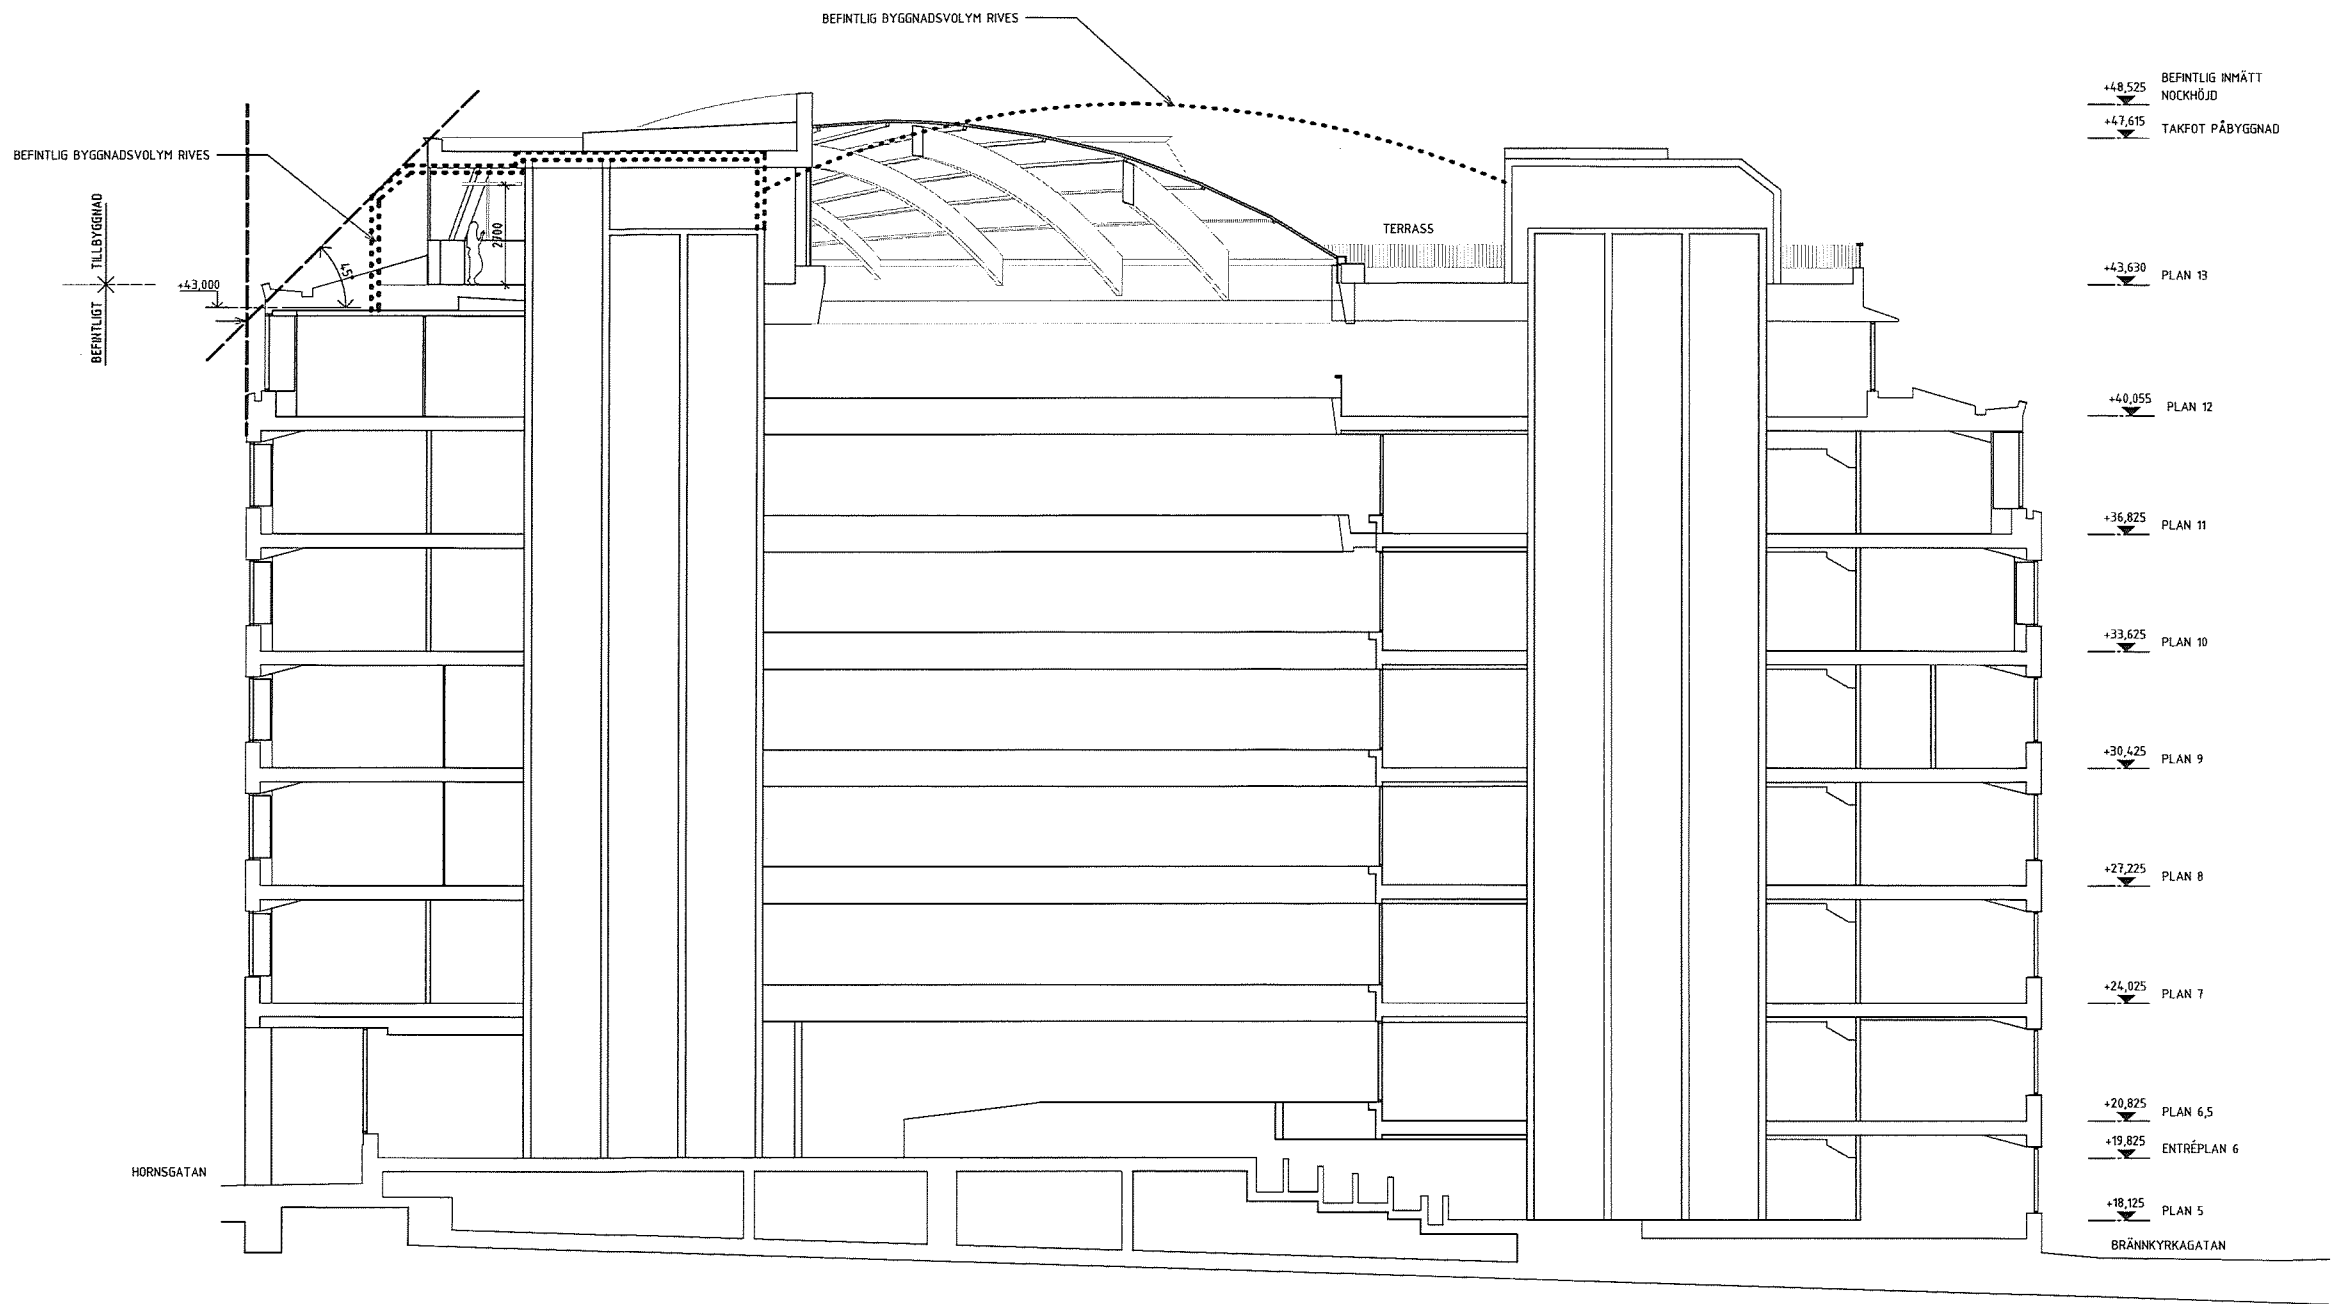 BEFINTLIG BYGGNADSVOLYM RIVES
+48,525
BEFINTLIG INMÄTT
NOCKHÖJD
+47,615
TAKFOT PÅBYGGNAD
BEFINTLIG BYGGNADSVOLYM RIVES
TILLBYGGNAD
BEFINTLIGT
+43,000
45°
2700
TERRASS
+43,630
PLAN 13
+40,055
PLAN 12
+36,825
PLAN 11
+33,625
PLAN 10
+30,425
PLAN 9
+27,225
PLAN 8
+24,025
PLAN 7
+20,825
PLAN 6,5
+19,825
ENTRÉPLAN 6
HORNSGATAN
+18,125
PLAN 5
BRÄNNKYRKAGATAN